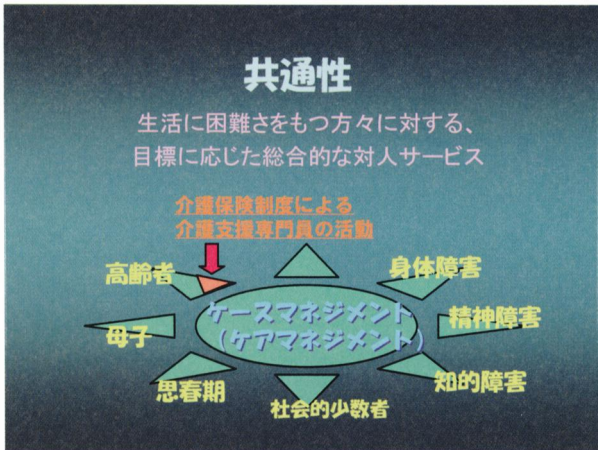 共通性
生活に困難さをもつ方々に対する、
目標に応じた総合的な対人サービス
介護保険制度による
介護支援専門員の活動
高齢者
身体障害
ケースマネジメント
（ケアマネジメント）
母子
精神障害
思春期
知的障害
社会的少数者